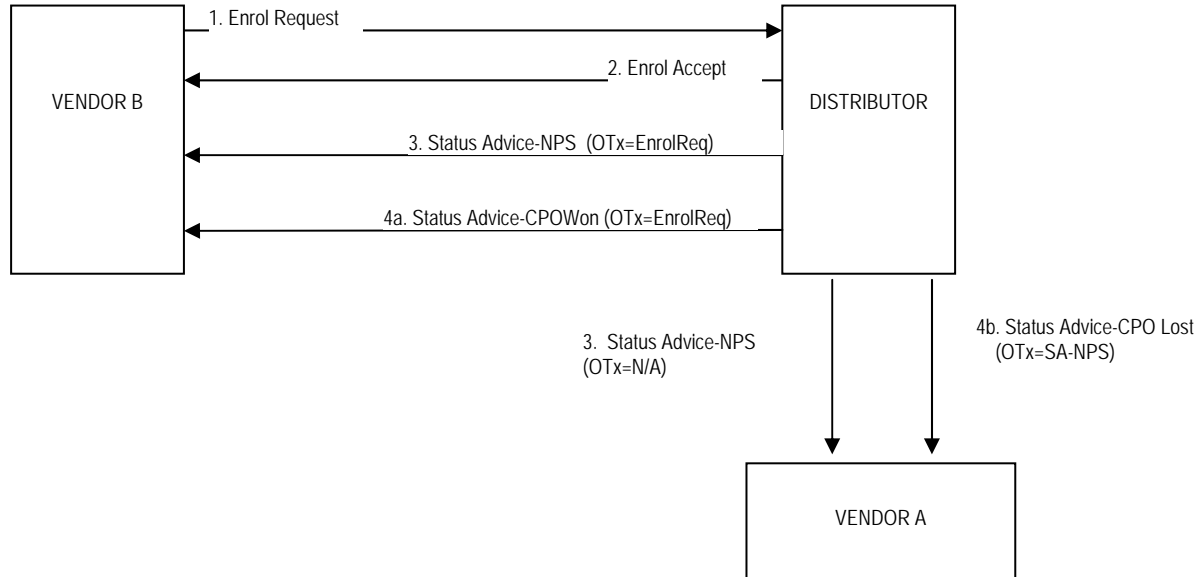 1. Enrol Request
2. Enrol Accept
VENDOR B
DISTRIBUTOR
3. Status Advice-NPS (OTx=EnrolReq)
4a. Status Advice-CPOWon (OTx=EnrolReq)
3. Status Advice-NPS
(OTx=N/A)
4b. Status Advice-CPO Lost
(OTx=SA-NPS)
VENDOR A